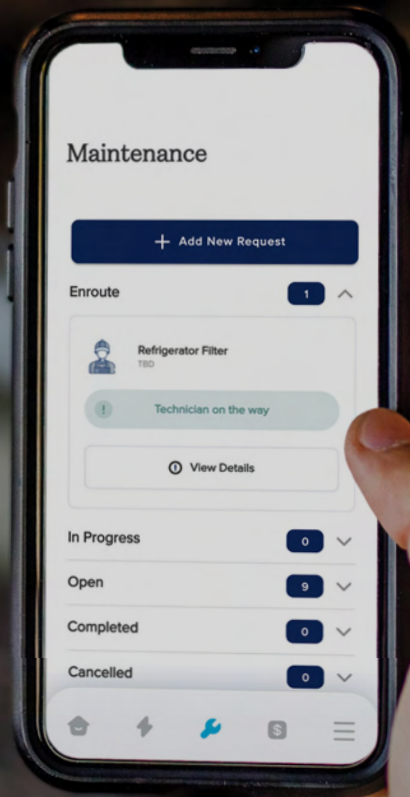 Maintenance
+ Add New Request
Enroute 1
Refrigerator Filter
TBD
! Technician on the way
View Details
In Progress 0
Open 9
Completed 0
Cancelled 0
$